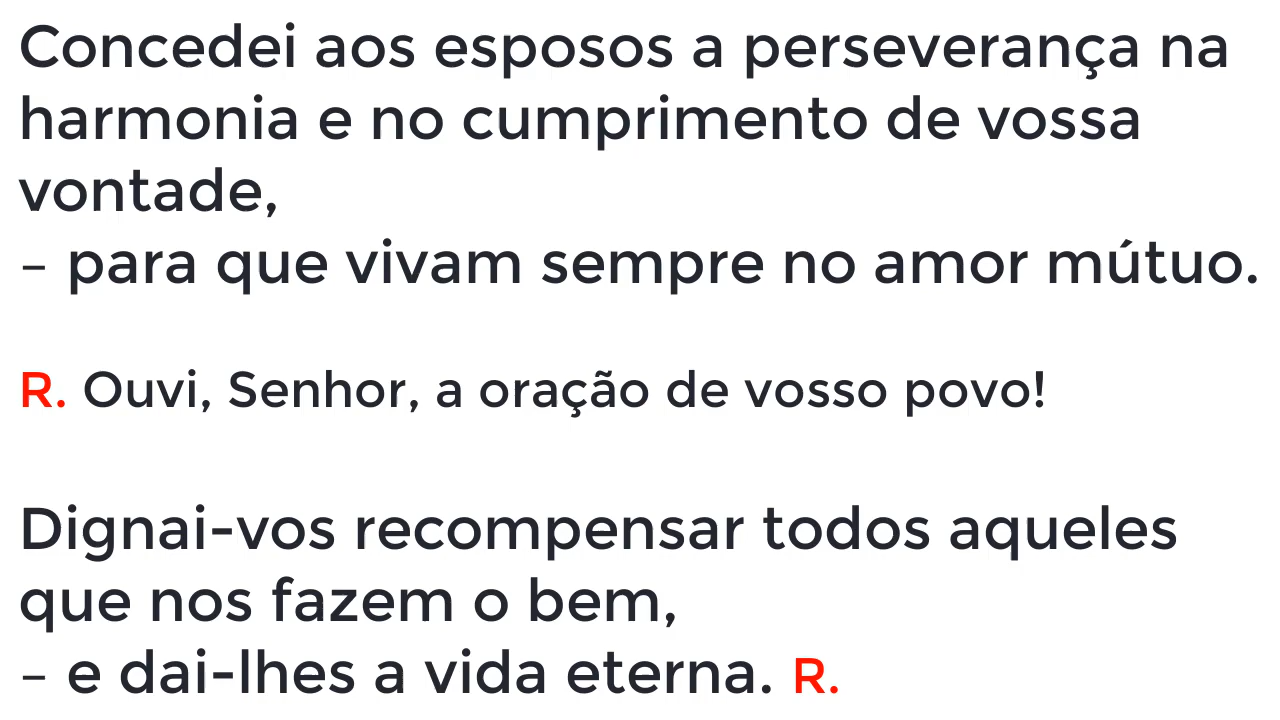 Concedei aos esposos a perseverança na
harmonia e no cumprimento de vossa
vontade,
– para que vivam sempre no amor mútuo.
R. Ouvi, Senhor, a oração de vosso povo!
Dignai-vos recompensar todos aqueles
que nos fazem o bem,
– e dai-lhes a vida eterna. R.